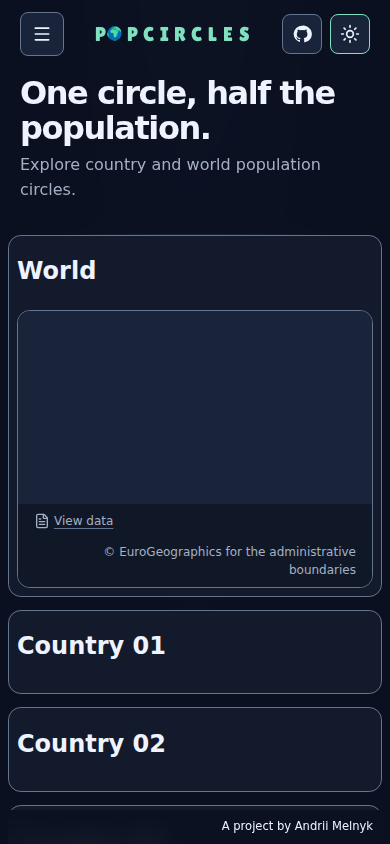 P🌍PCIRCLES
One circle, half the
population.
Explore country and world population
circles.
World
View data
© EuroGeographics for the administrative
boundaries
Country 01
Country 02
A project by Andrii Melnyk